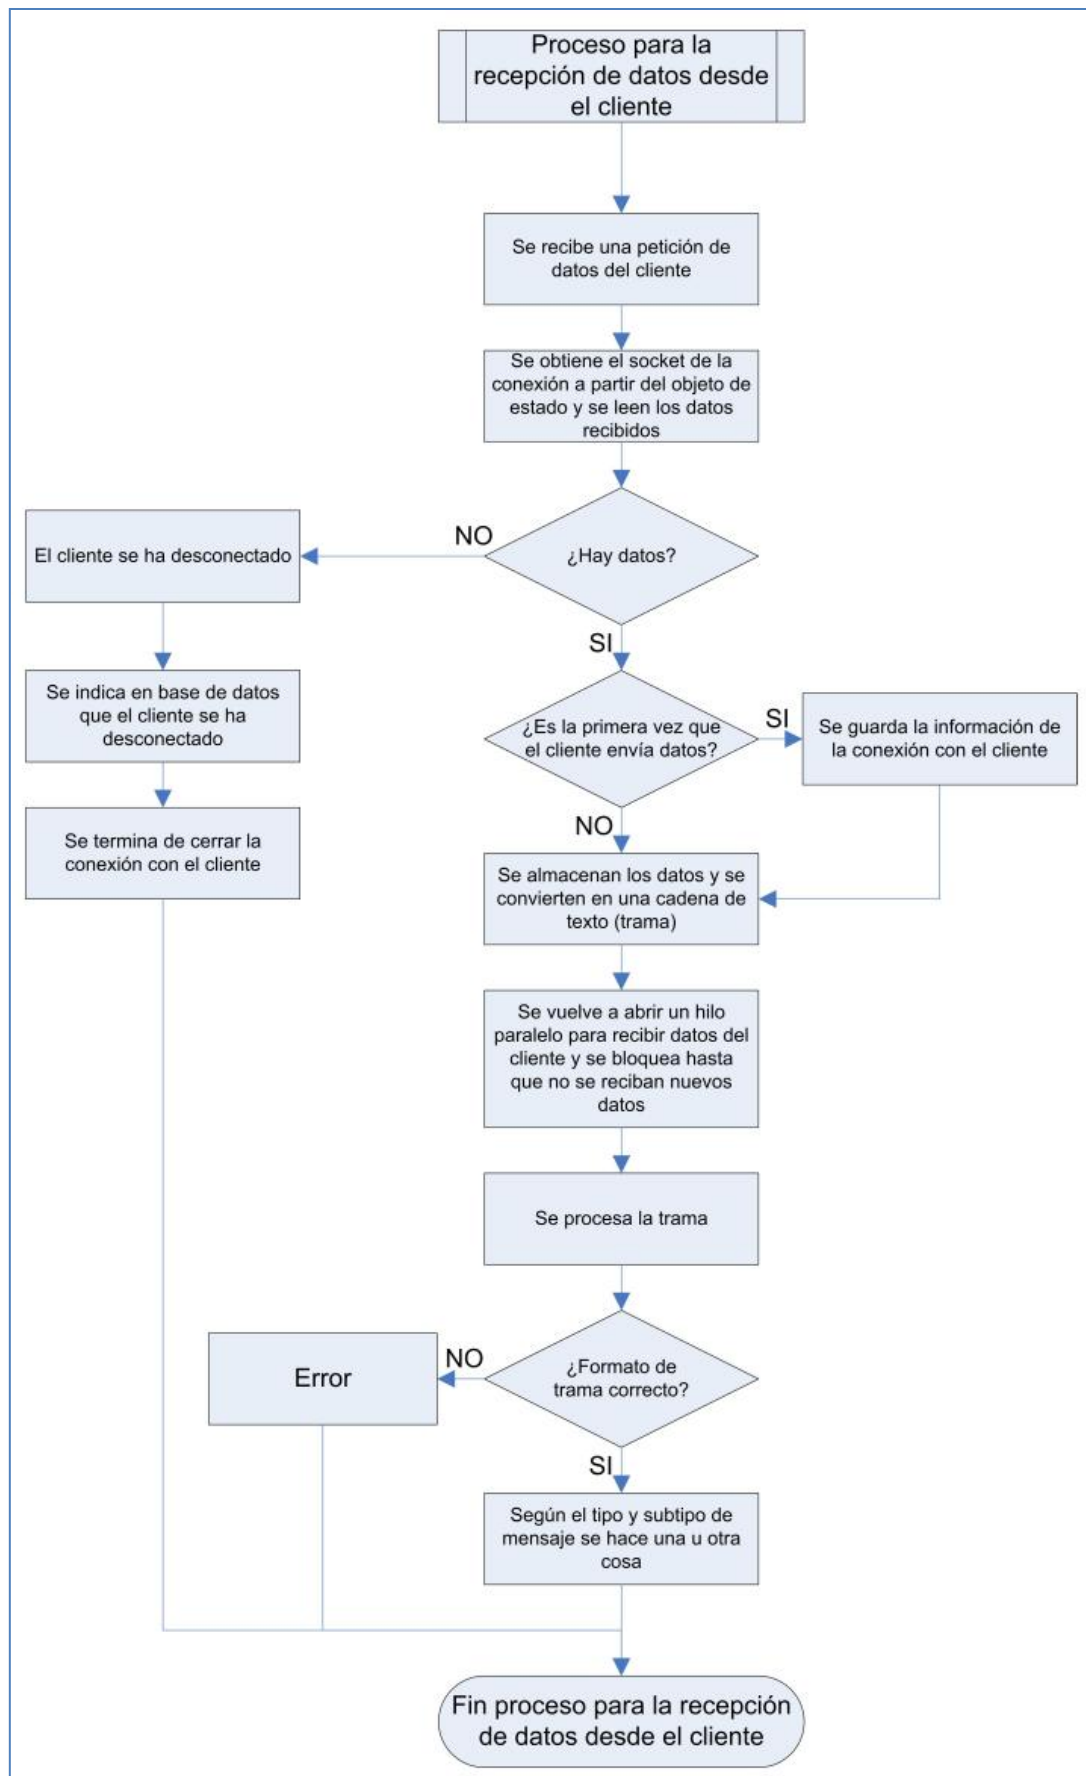 Proceso para la
recepción de datos desde
el cliente
Se recibe una petición de
datos del cliente
Se obtiene el socket de la
conexión a partir del objeto de
estado y se leen los datos
recibidos
¿Hay datos?
NO
El cliente se ha desconectado
Se indica en base de datos
que el cliente se ha
desconectado
Se termina de cerrar la
conexión con el cliente
SI
¿Es la primera vez que
el cliente envía datos?
SI
Se guarda la información de
la conexión con el cliente
NO
Se almacenan los datos y se
convierten en una cadena de
texto (trama)
Se vuelve a abrir un hilo
paralelo para recibir datos del
cliente y se bloquea hasta
que no se reciban nuevos
datos
Se procesa la trama
¿Formato de
trama correcto?
NO
Error
SI
Según el tipo y subtipo de
mensaje se hace una u otra
cosa
Fin proceso para la recepción
de datos desde el cliente